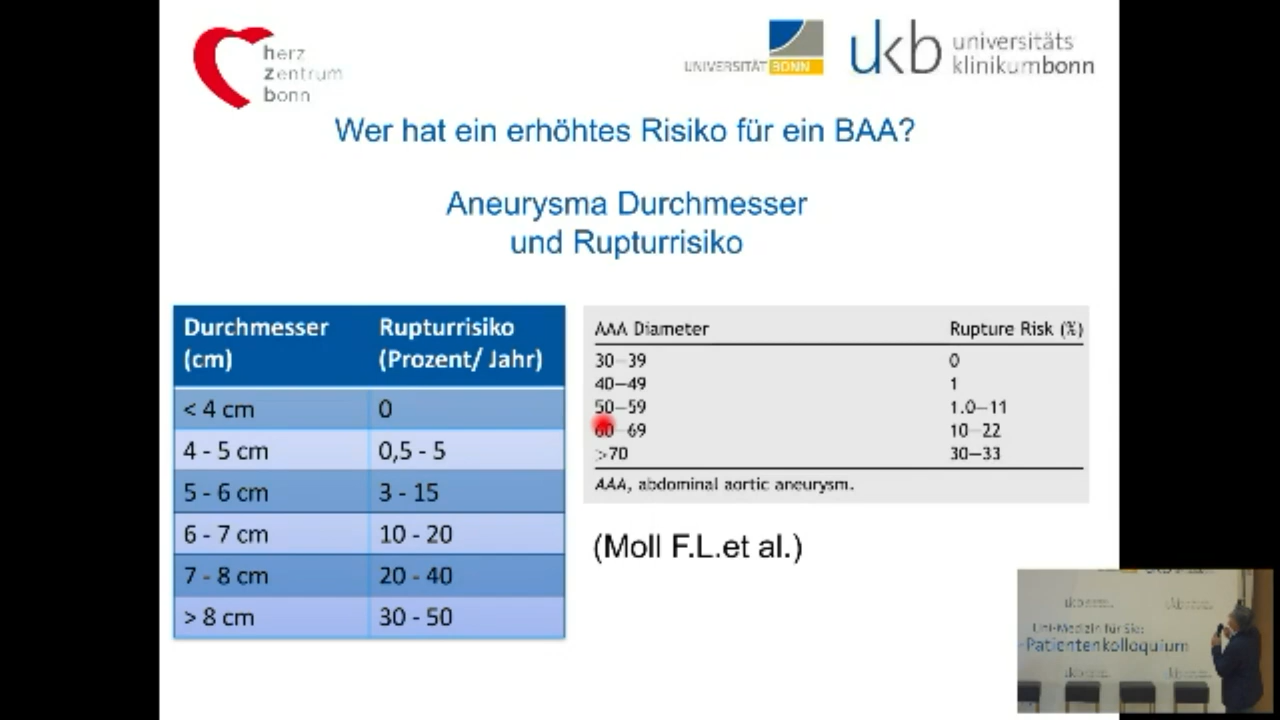 herz
zentrum
bonn
UNIVERSITÄT BONN
ukb universitäts
klinikumbonn
Wer hat ein erhöhtes Risiko für ein BAA?
Aneurysma Durchmesser
und Rupturrisiko
Durchmesser (cm) Rupturrisiko (Prozent/ Jahr)
< 4 cm 0
4 - 5 cm 0,5 - 5
5 - 6 cm 3 - 15
6 - 7 cm 10 - 20
7 - 8 cm 20 - 40
> 8 cm 30 - 50
AAA Diameter Rupture Risk (%)
30–39 0
40–49 1
50–59 1.0–11
60–69 10–22
>70 30–33
AAA, abdominal aortic aneurysm.
(Moll F.L.et al.)
Uni-Medizin für Sie:
Patientenkolloquium